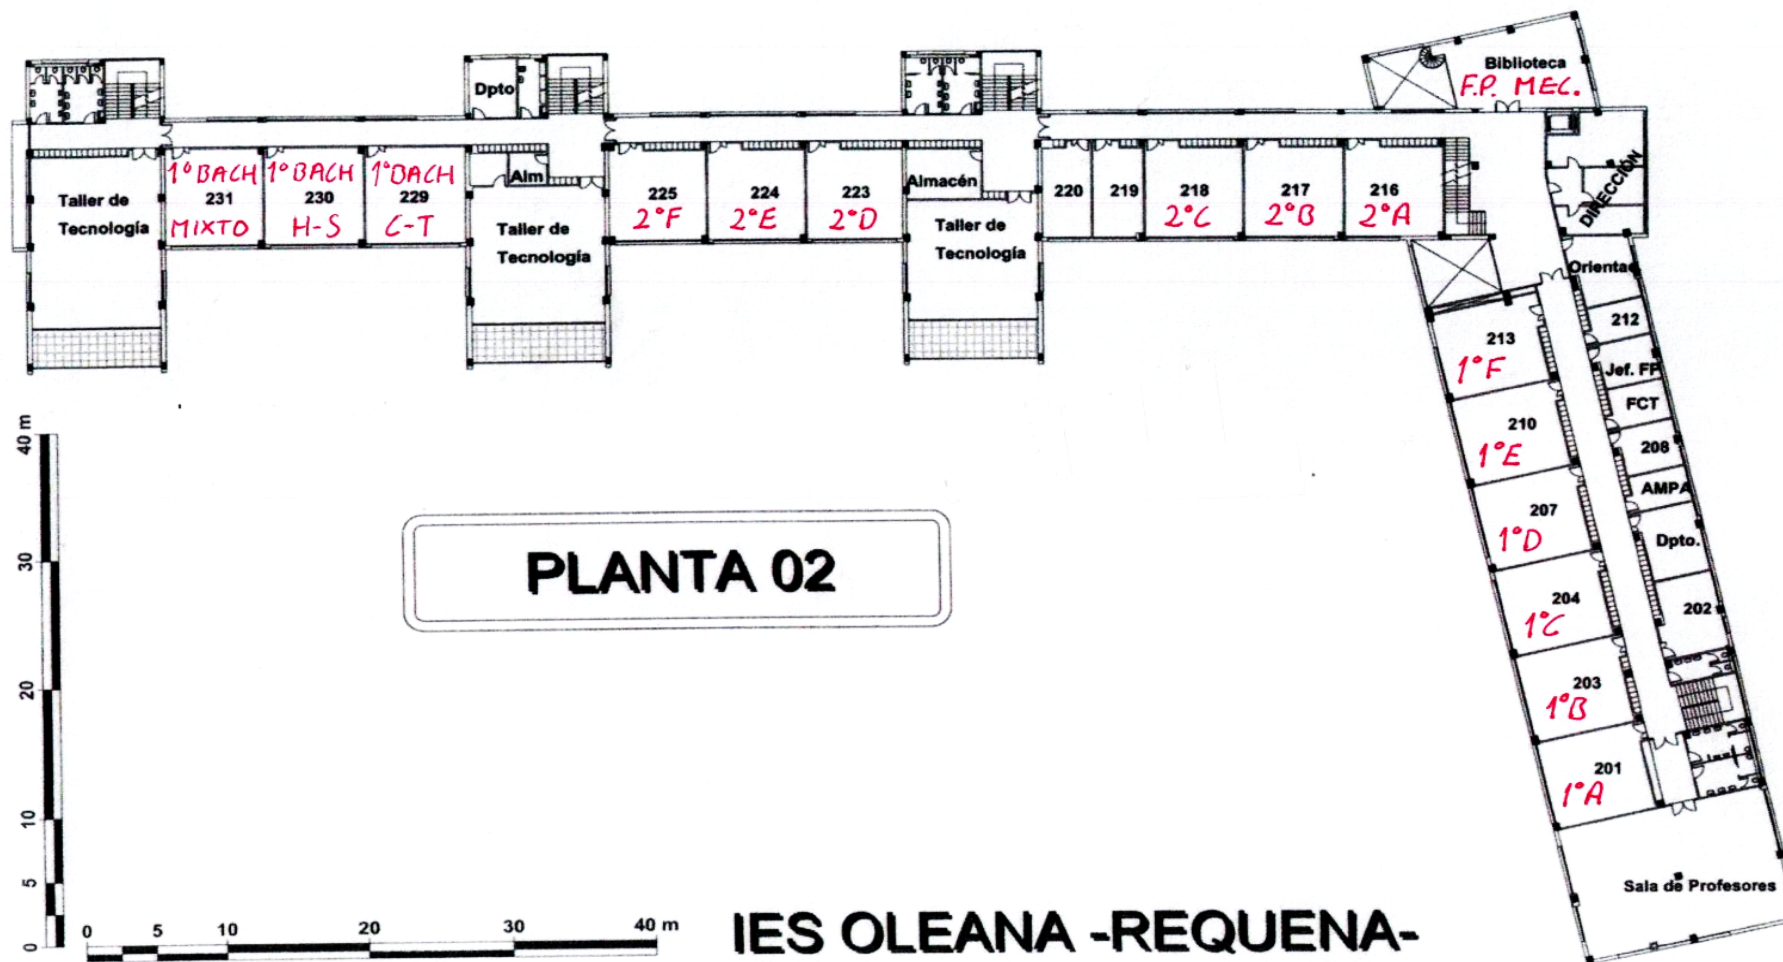 Biblioteca
F.P. MEC.
Dpto
DIRECCIÓN
Taller de
Tecnología
1º BACH
231
MIXTO
1º BACH
230
H-S
1º BACH
229
C-T
Alm
Taller de
Tecnología
225
2ºF
224
2ºE
223
2ºD
Almacén
Taller de
Tecnología
220
219
218
2ºC
217
2ºB
216
2ºA
Orientac
212
Jef. FP
FCT
208
AMPA
Dpto.
202
213
1ºF
210
1ºE
207
1ºD
204
1ºC
203
1ºB
201
1ºA
Sala de Profesores
PLANTA 02
40 m
30
20
10
5
0
0 5 10 20 30 40 m
IES OLEANA -REQUENA-